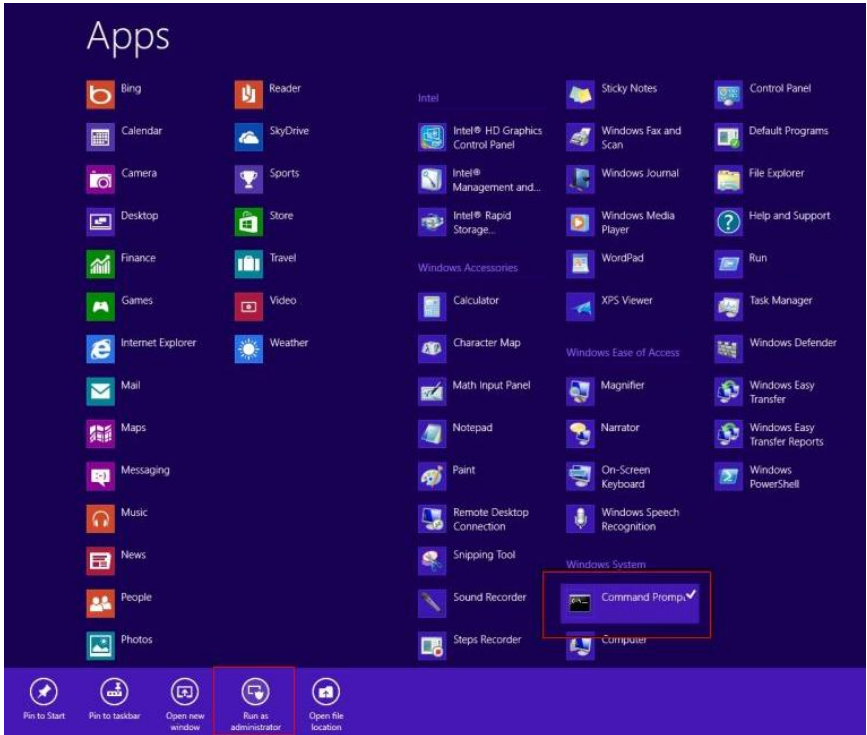 Apps
Bing
Calendar
Camera
Desktop
Finance
Games
Internet Explorer
Mail
Maps
Messaging
Music
News
People
Photos
Reader
SkyDrive
Sports
Store
Travel
Video
Weather
Intel
Intel® HD Graphics
Control Panel
Intel®
Management and...
Intel® Rapid
Storage...
Windows Accessories
Calculator
Character Map
Math Input Panel
Notepad
Paint
Remote Desktop
Connection
Snipping Tool
Sound Recorder
Steps Recorder
Sticky Notes
Windows Fax and
Scan
Windows Journal
Windows Media
Player
WordPad
XPS Viewer
Windows Ease of Access
Magnifier
Narrator
On-Screen
Keyboard
Windows Speech
Recognition
Windows System
Command Prompt
Computer
Control Panel
Default Programs
File Explorer
Help and Support
Run
Task Manager
Windows Defender
Windows Easy
Transfer
Windows Easy
Transfer Reports
Windows
PowerShell
Pin to Start
Pin to taskbar
Open new
window
Run as
administrator
Open file
location